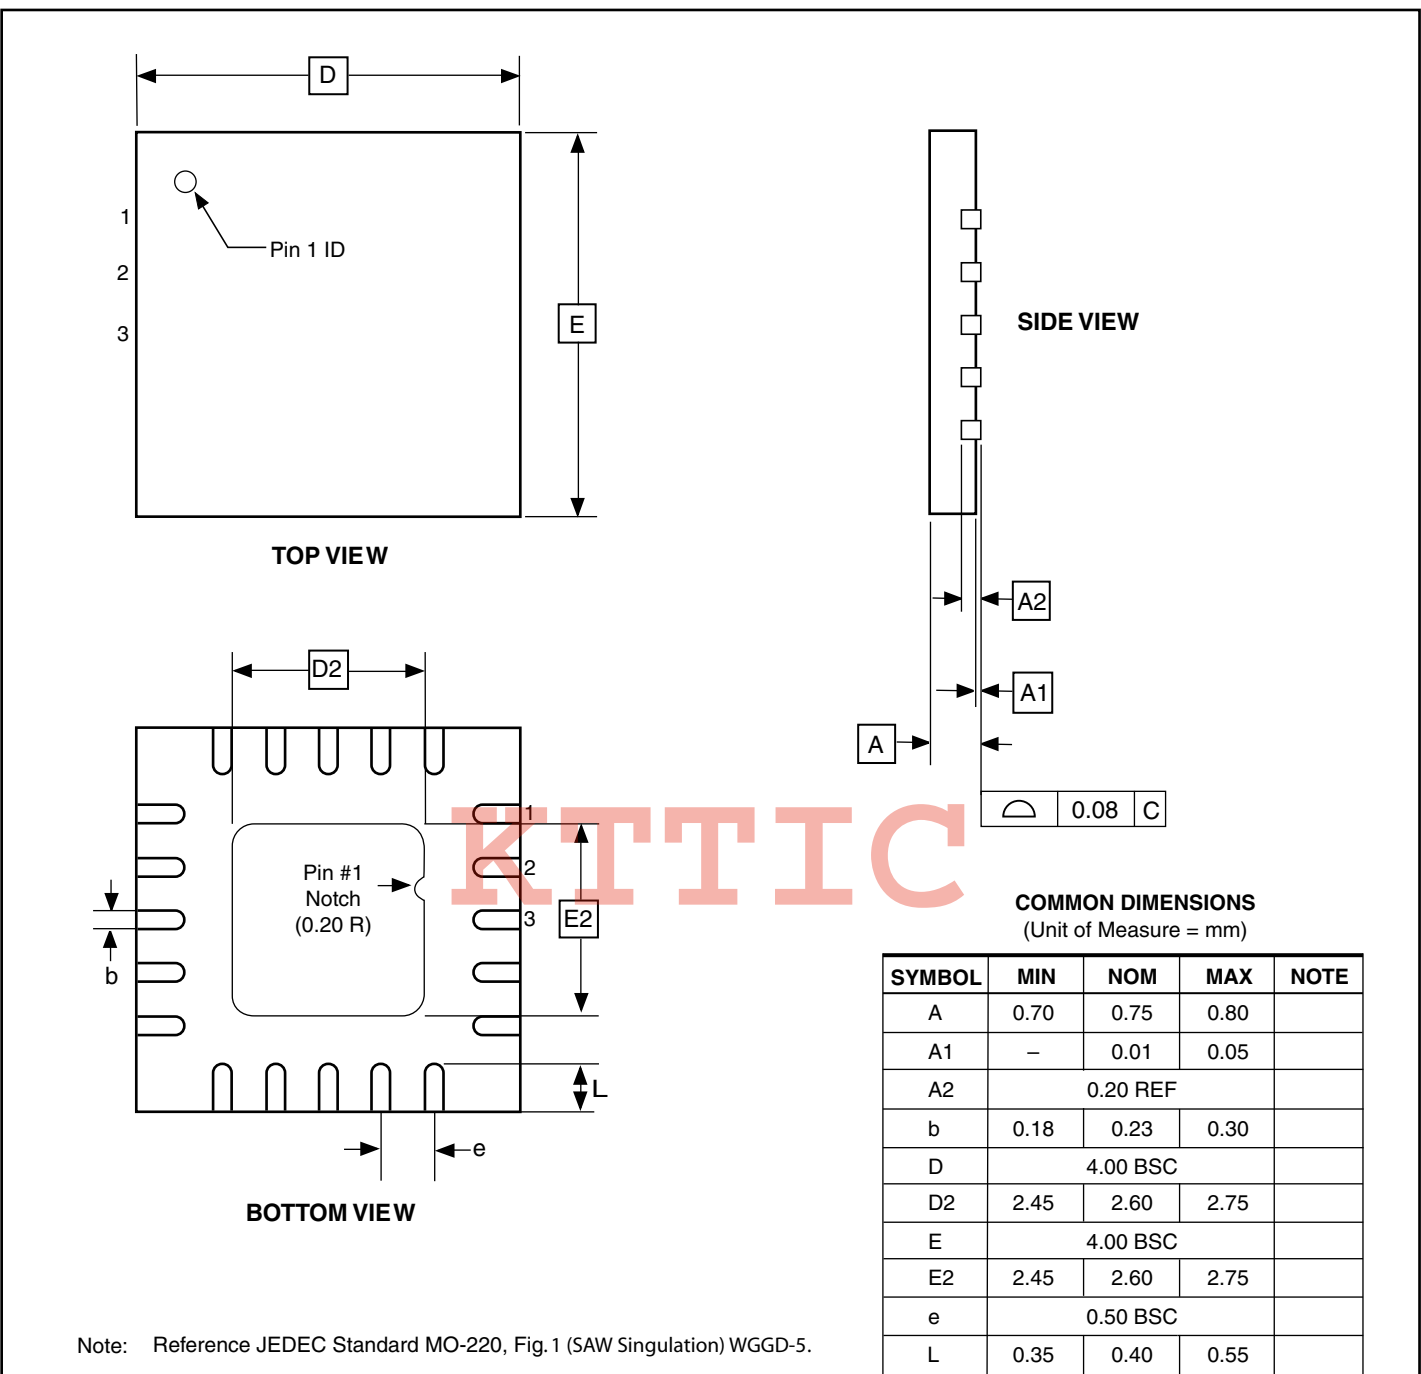 D
1
2
3
Pin 1 ID
E
TOP VIEW
SIDE VIEW
A2
A1
A
0.08 C
D2
1
2
3
Pin #1
Notch
(0.20 R)
E2
b
L
e
BOTTOM VIEW
KTTIC
COMMON DIMENSIONS
(Unit of Measure = mm)
SYMBOL MIN NOM MAX NOTE
A 0.70 0.75 0.80
A1 – 0.01 0.05
A2 0.20 REF
b 0.18 0.23 0.30
D 4.00 BSC
D2 2.45 2.60 2.75
E 4.00 BSC
E2 2.45 2.60 2.75
e 0.50 BSC
L 0.35 0.40 0.55
Note: Reference JEDEC Standard MO-220, Fig. 1 (SAW Singulation) WGGD-5.